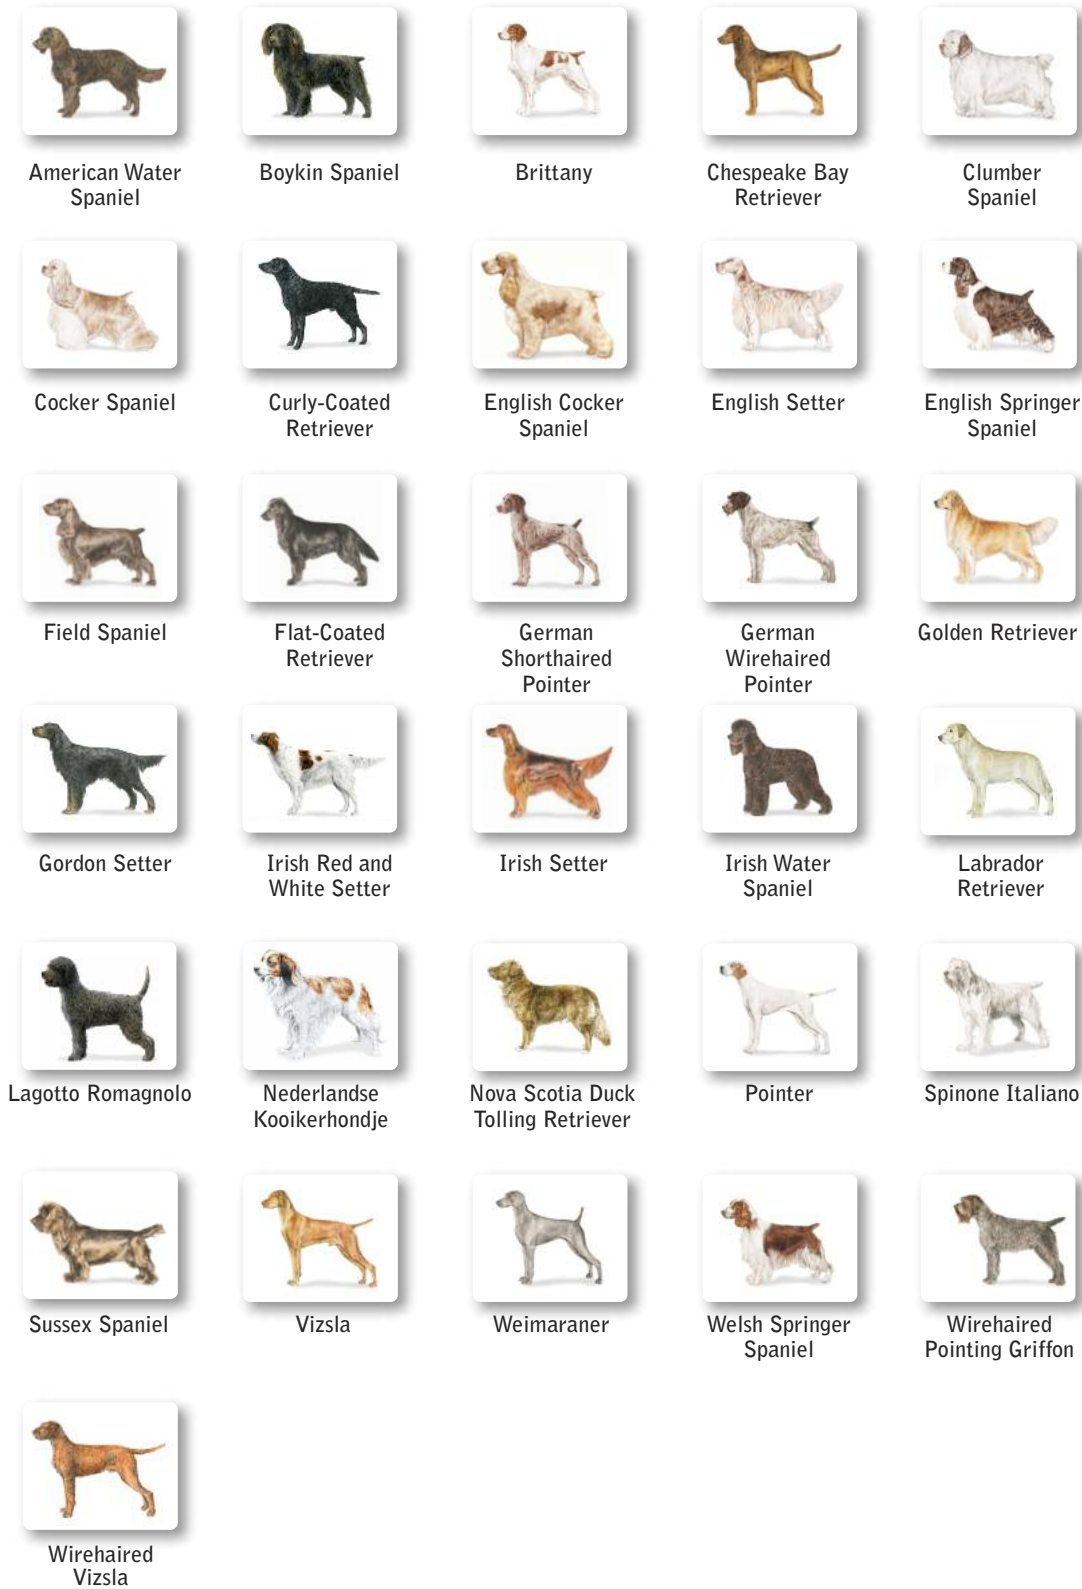 American Water
Spaniel
Boykin Spaniel
Brittany
Chespeake Bay
Retriever
Clumber
Spaniel
Cocker Spaniel
Curly-Coated
Retriever
English Cocker
Spaniel
English Setter
English Springer
Spaniel
Field Spaniel
Flat-Coated
Retriever
German
Shorthaired
Pointer
German
Wirehaired
Pointer
Golden Retriever
Gordon Setter
Irish Red and
White Setter
Irish Setter
Irish Water
Spaniel
Labrador
Retriever
Lagotto Romagnolo
Nederlandse
Kooikerhondje
Nova Scotia Duck
Tolling Retriever
Pointer
Spinone Italiano
Sussex Spaniel
Vizsla
Weimaraner
Welsh Springer
Spaniel
Wirehaired
Pointing Griffon
Wirehaired
Vizsla